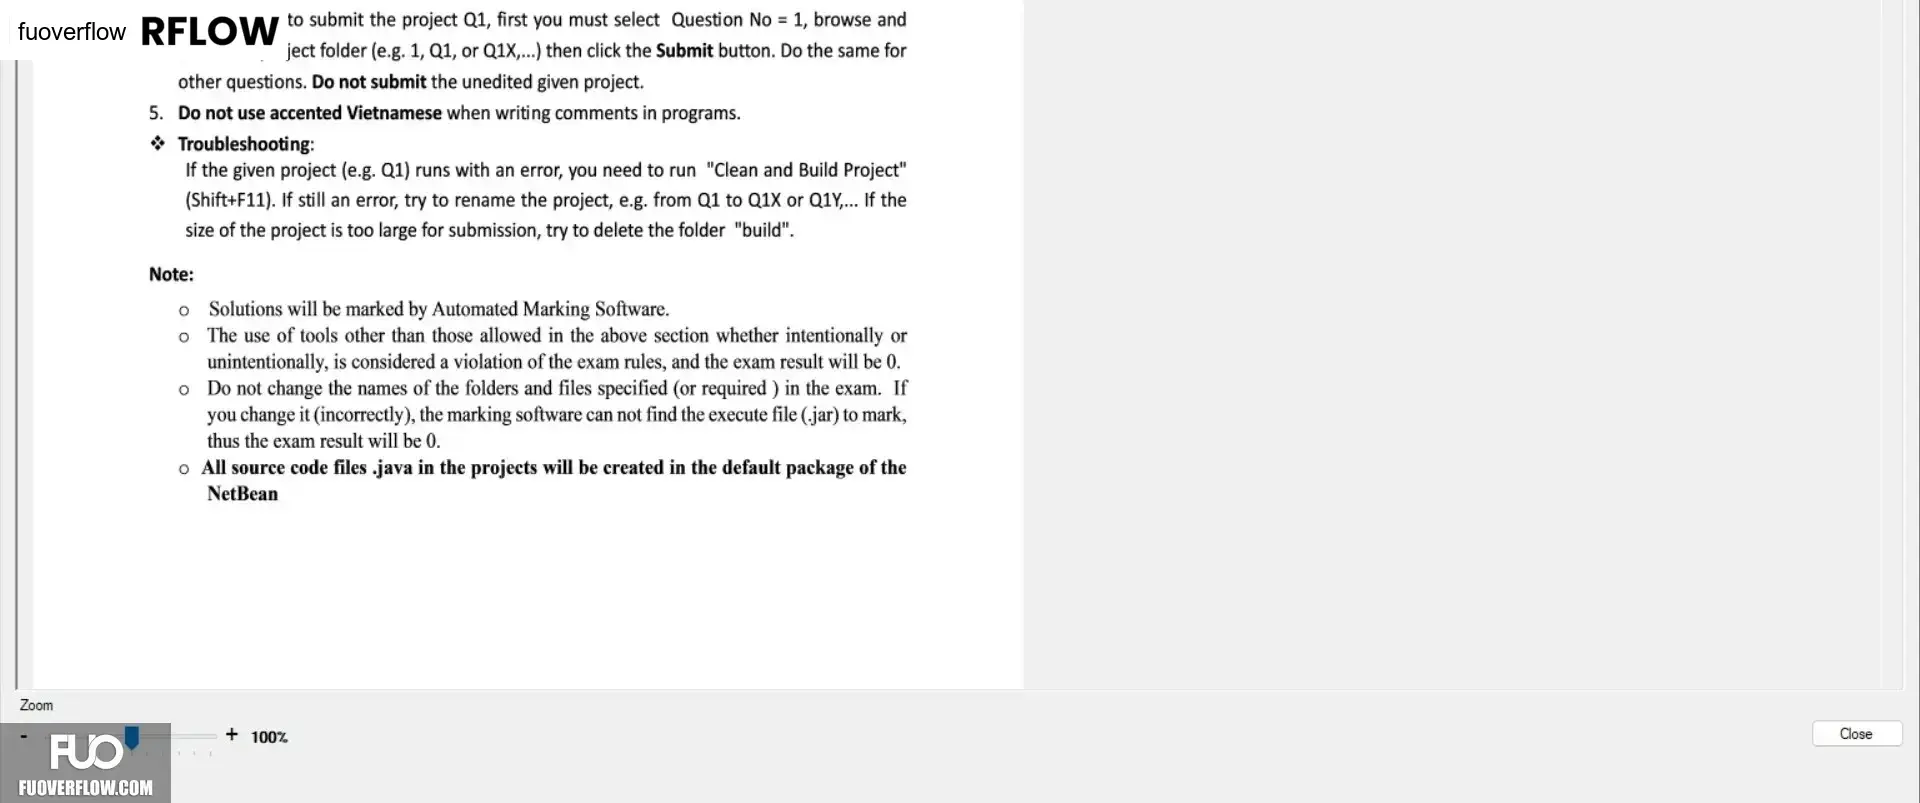 fuoverflow RFLOW to submit the project Q1, first you must select Question No = 1, browse and
ject folder (e.g. 1, Q1, or Q1X,...) then click the Submit button. Do the same for
other questions. Do not submit the unedited given project.
5. Do not use accented Vietnamese when writing comments in programs.
❖ Troubleshooting:
If the given project (e.g. Q1) runs with an error, you need to run "Clean and Build Project"
(Shift+F11). If still an error, try to rename the project, e.g. from Q1 to Q1X or Q1Y,... If the
size of the project is too large for submission, try to delete the folder "build".
Note:
o Solutions will be marked by Automated Marking Software.
o The use of tools other than those allowed in the above section whether intentionally or
unintentionally, is considered a violation of the exam rules, and the exam result will be 0.
o Do not change the names of the folders and files specified (or required ) in the exam. If
you change it (incorrectly), the marking software can not find the execute file (.jar) to mark,
thus the exam result will be 0.
o All source code files .java in the projects will be created in the default package of the
NetBean
Zoom
- + 100%
Close
FUO
FUOVERFLOW.COM